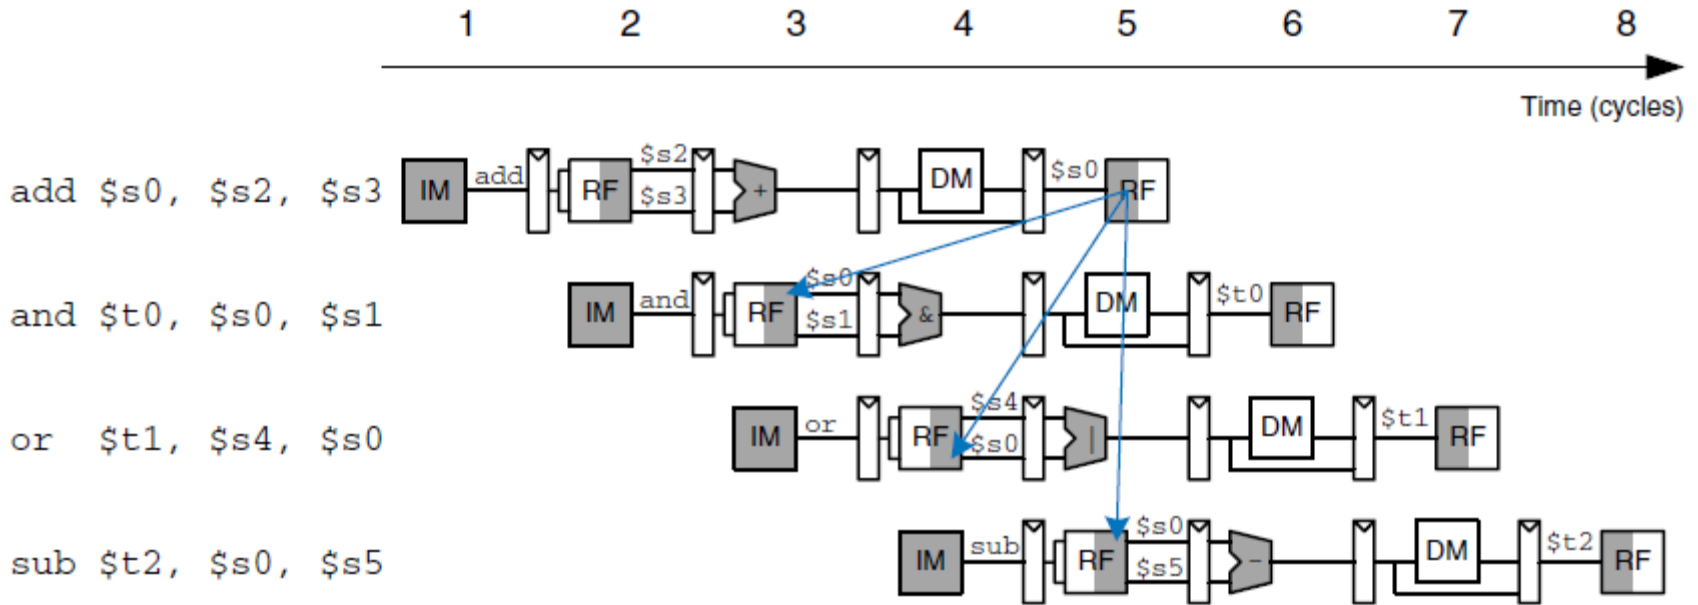 1 2 3 4 5 6 7 8
Time (cycles)
add $s0, $s2, $s3 IM add RF $s2 $s3 + DM $s0 RF
and $t0, $s0, $s1 IM and RF $s0 $s1 & DM $t0 RF
or $t1, $s4, $s0 IM or RF $s4 $s0 | DM $t1 RF
sub $t2, $s0, $s5 IM sub RF $s0 $s5 - DM $t2 RF